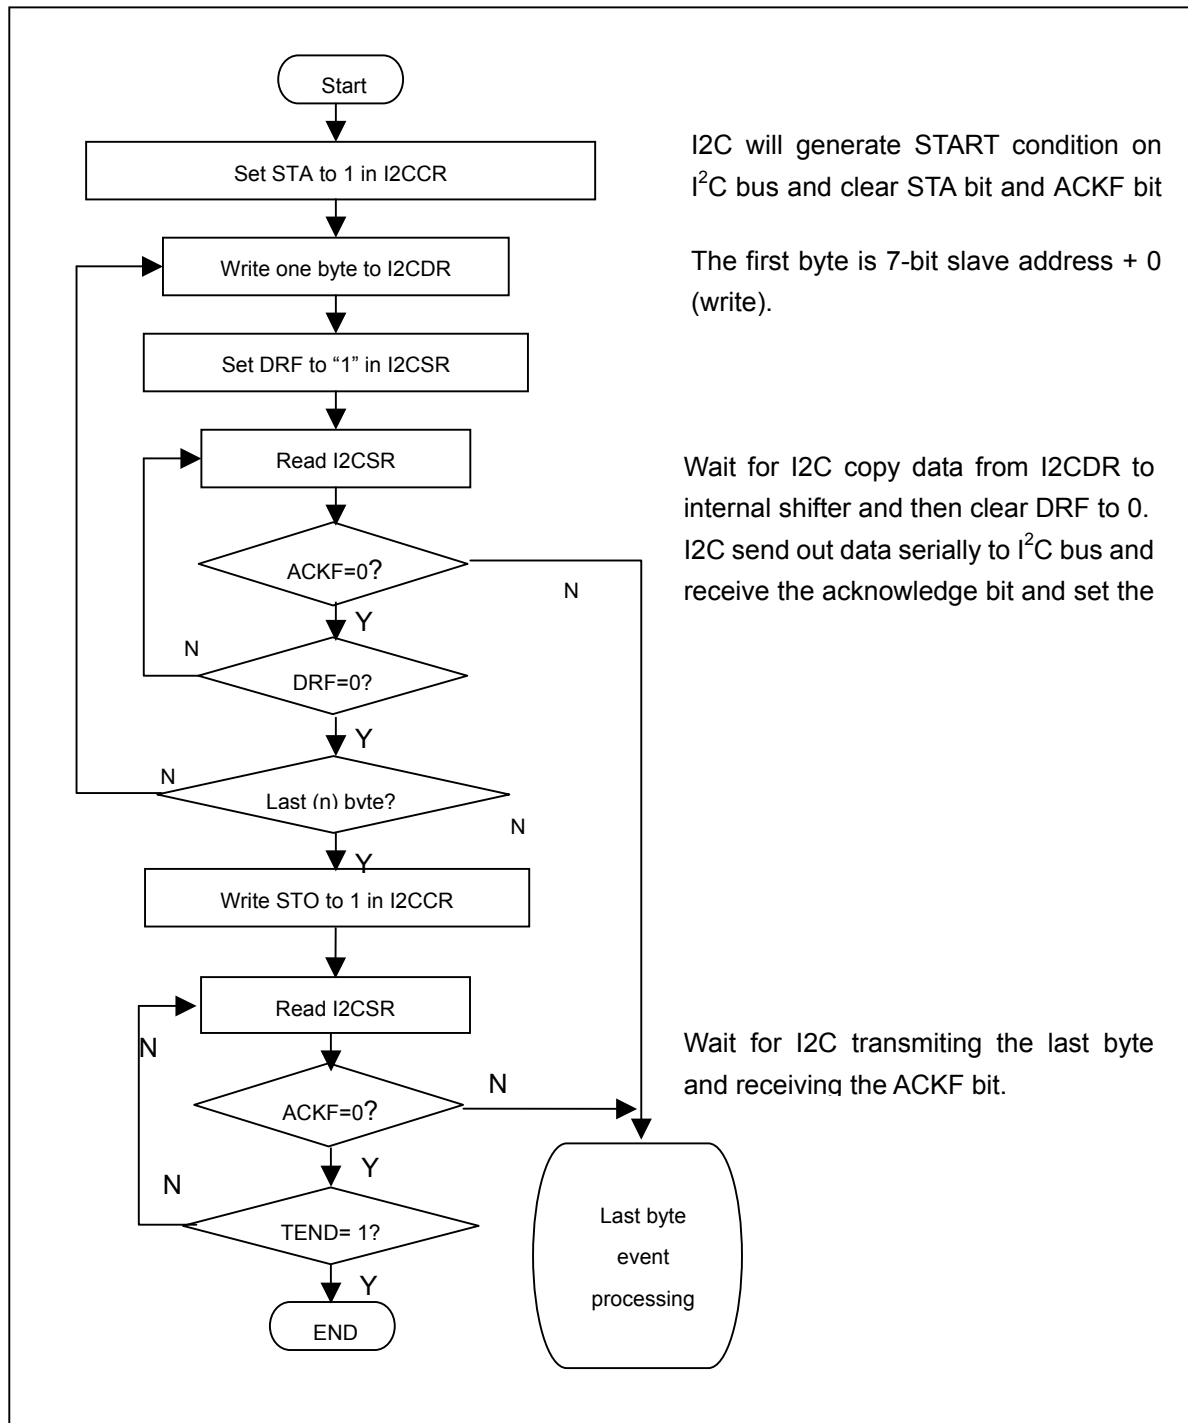 Start
Set STA to 1 in I2CCR
I2C will generate START condition on
I²C bus and clear STA bit and ACKF bit
Write one byte to I2CDR
The first byte is 7-bit slave address + 0
(write).
Set DRF to “1” in I2CSR
Read I2CSR
Wait for I2C copy data from I2CDR to
internal shifter and then clear DRF to 0.
I2C send out data serially to I²C bus and
receive the acknowledge bit and set the
ACKF=0?
N
Y
N
DRF=0?
Y
N
Last (n) byte?
N
Y
Write STO to 1 in I2CCR
Read I2CSR
N
Wait for I2C transmiting the last byte
and receiving the ACKF bit.
ACKF=0?
N
Y
N
TEND= 1?
Y
END
Last byte
event
processing